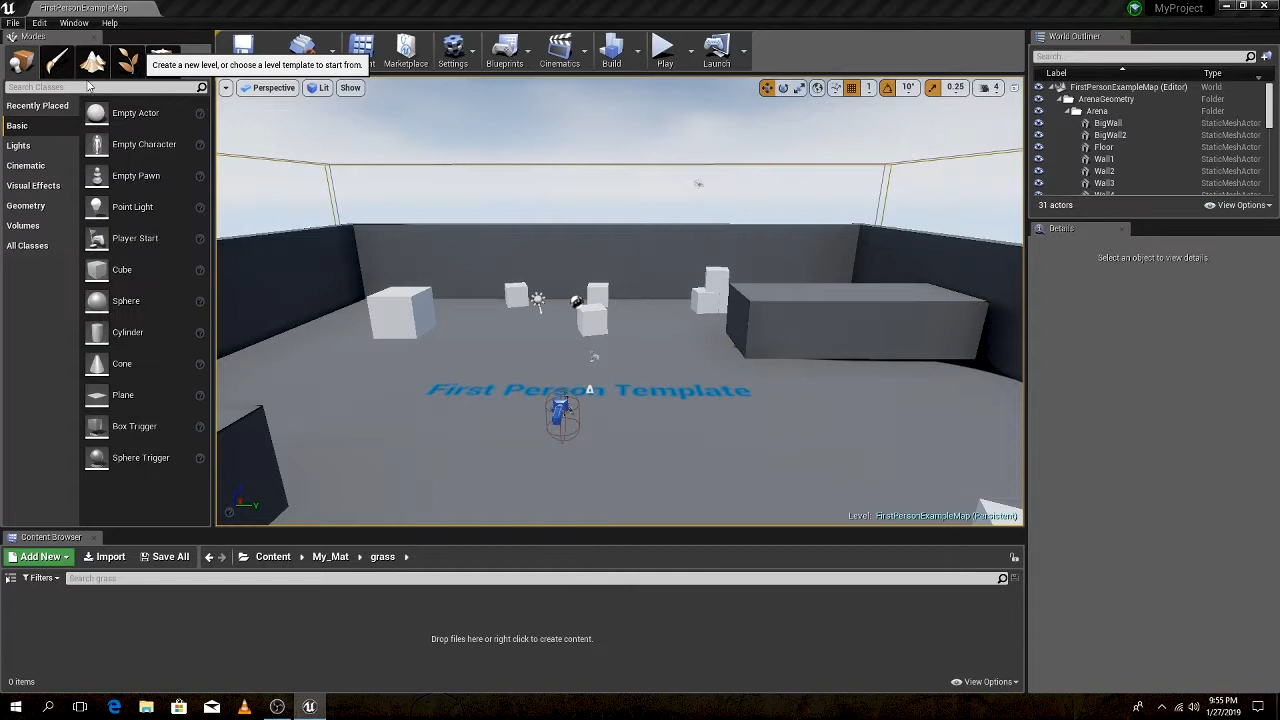 FirstPersonExampleMap
MyProject
File Edit Window Help
Modes
Create a new level, or choose a level template to start from.
Marketplace Settings Blueprints Cinematics Build Play Launch
Search Classes
Recently Placed
Basic
Lights
Cinematic
Visual Effects
Geometry
Volumes
All Classes
Empty Actor
Empty Character
Empty Pawn
Point Light
Player Start
Cube
Sphere
Cylinder
Cone
Plane
Box Trigger
Sphere Trigger
Perspective Lit Show
1 10° 0.25 4
First Person Template
Y
Level: FirstPersonExampleMap (Persistent)
World Outliner
Search...
Label Type
FirstPersonExampleMap (Editor) World
ArenaGeometry Folder
Arena Folder
BigWall StaticMeshActor
BigWall2 StaticMeshActor
Floor StaticMeshActor
Wall1 StaticMeshActor
Wall2 StaticMeshActor
Wall3 StaticMeshActor
31 actors View Options
Details
Select an object to view details.
Content Browser
Add New Import Save All Content My_Mat grass
Filters Search grass
Drop files here or right click to create content.
0 items View Options
9:55 PM
1/27/2019